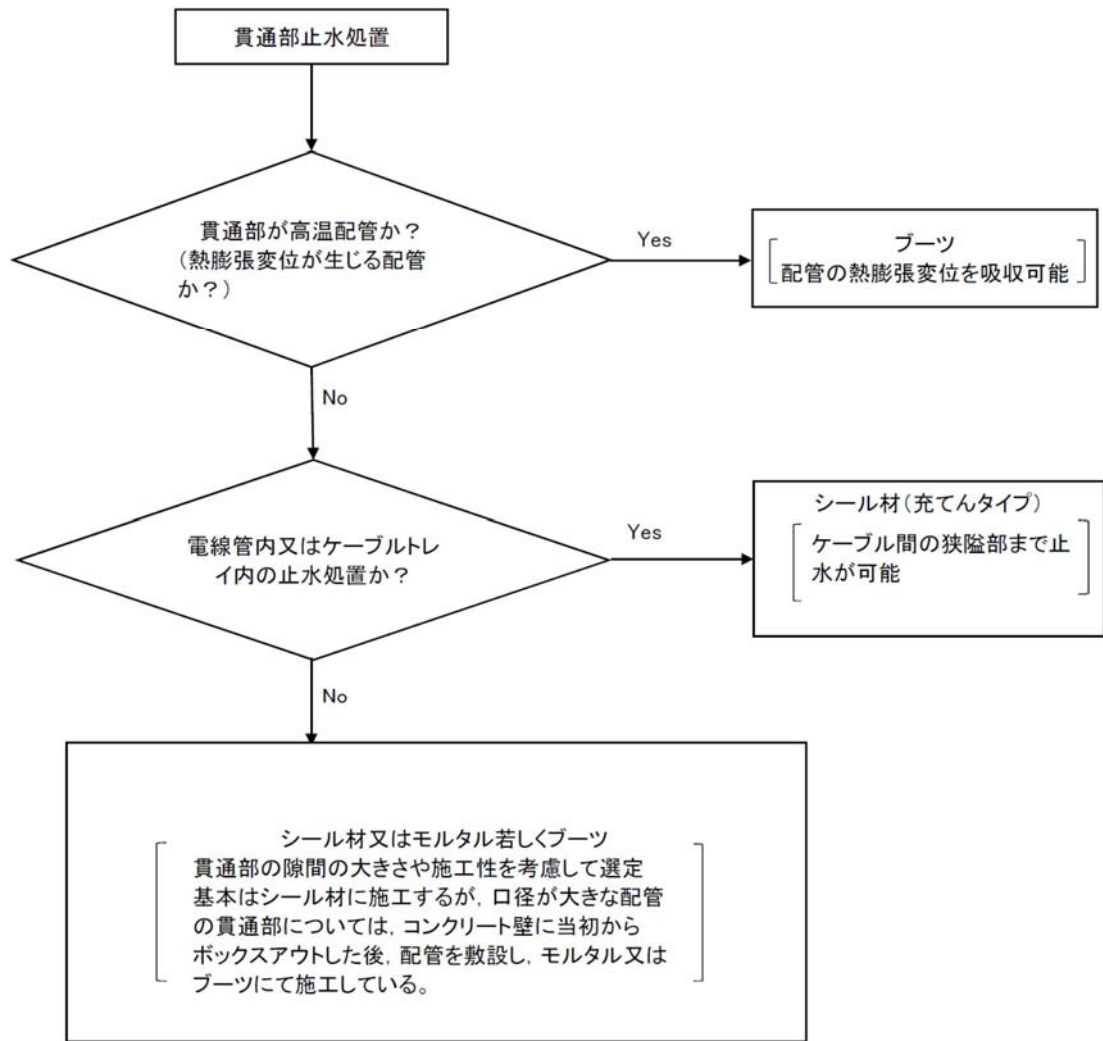 貫通部止水処置
貫通部が高温配管か？
（熱膨張変位が生じる配管
か？）
Yes
ブーツ
配管の熱膨張変位を吸収可能
No
電線管内又はケーブルトレ
イ内の止水処置か？
Yes
シール材（充てんタイプ）
ケーブル間の狭隘部まで止
水が可能
No
シール材又はモルタル若しくブーツ
貫通部の隙間の大きさや施工性を考慮して選定
基本はシール材に施工するが，口径が大きな配管
の貫通部については，コンクリート壁に当初から
ボックスアウトした後，配管を敷設し，モルタル又は
ブーツにて施工している。